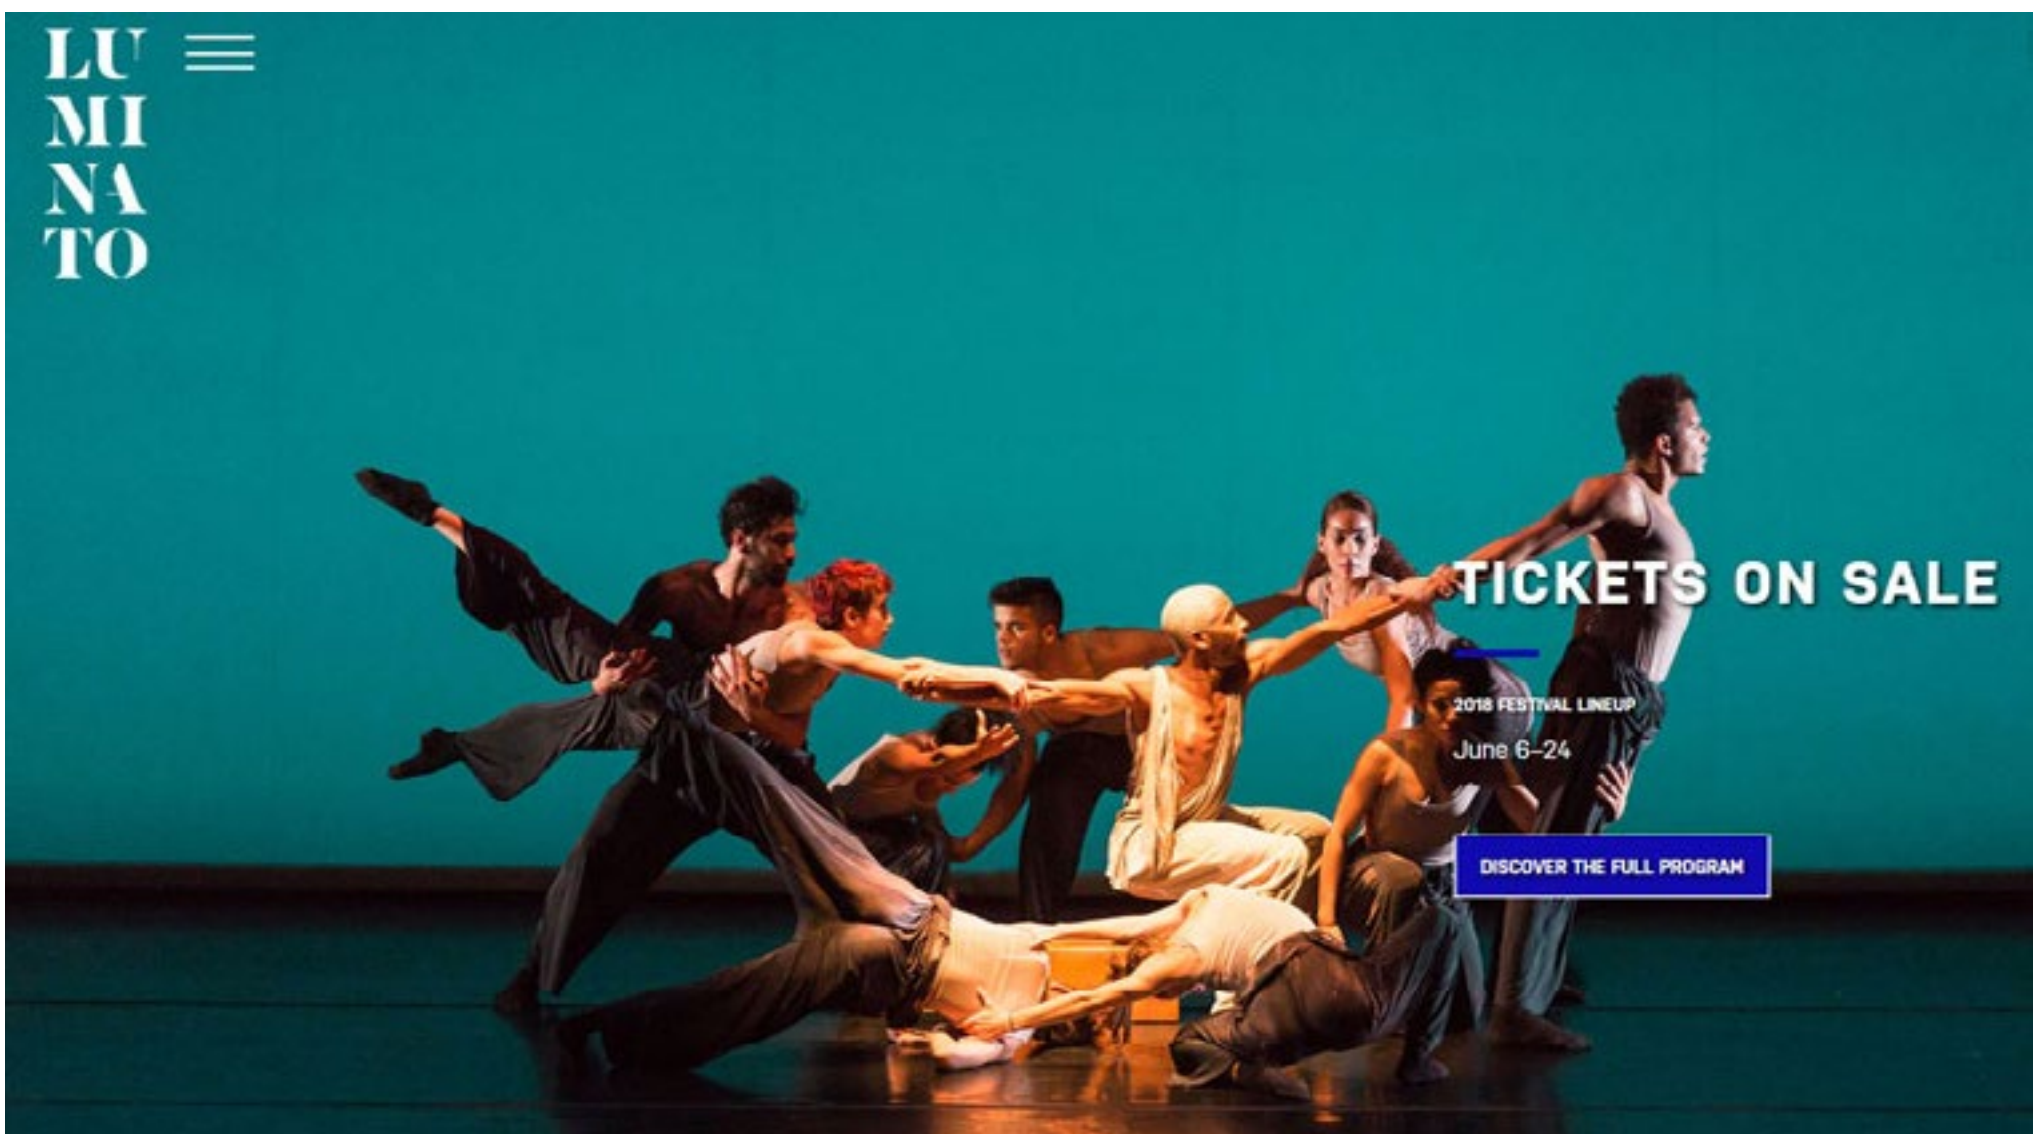 LU
MI
NA
TO
TICKETS ON SALE
2018 FESTIVAL LINEUP
June 6–24
DISCOVER THE FULL PROGRAM